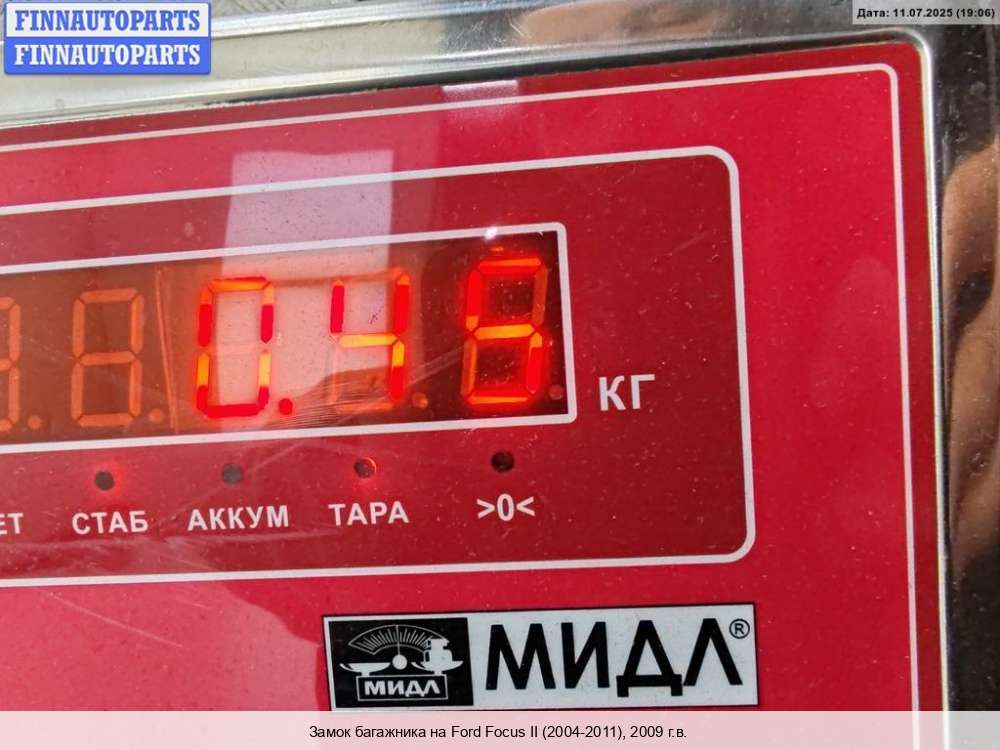 FINNAUTOPARTS
FINNAUTOPARTS
Дата: 11.07.2025 (19:06)
0.46
КГ
ЕТ
СТАБ
АККУМ
ТАРА
>0<
МИДЛ
МИДЛ®
Замок багажника на Ford Focus II (2004-2011), 2009 г.в.